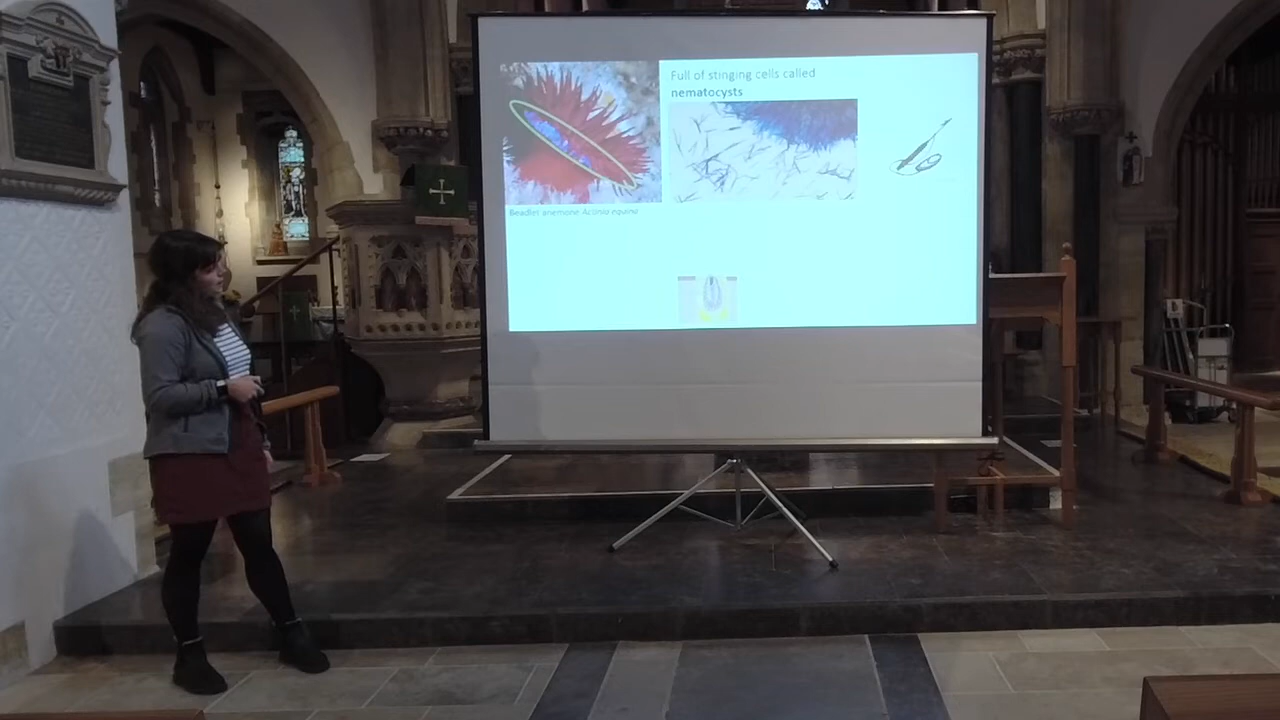 Full of stinging cells called
nematocysts
Beadlet anemone Actinia equina